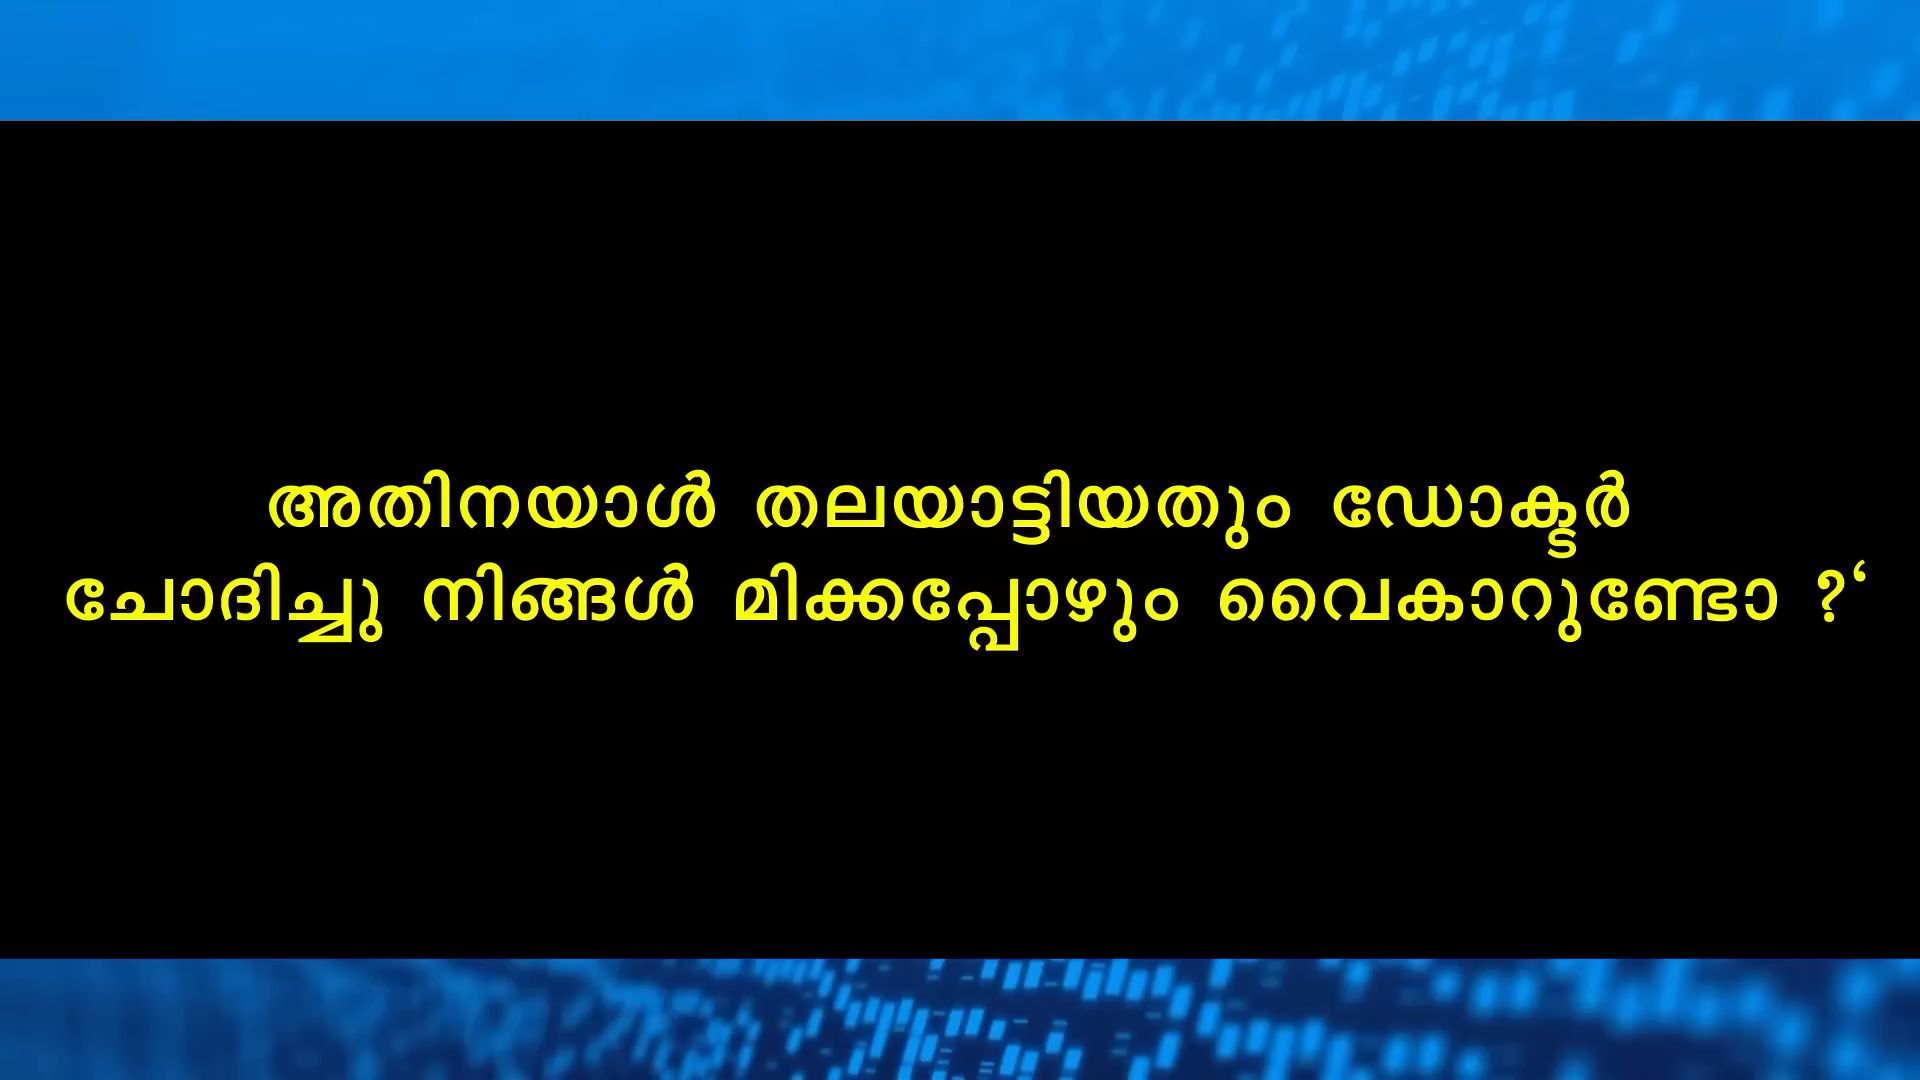 അതിനയാൾ തലയാട്ടിയതും ഡോക്ടർ
ചോദിച്ചു നിങ്ങൾ മിക്കപ്പോഴും വൈകാറുണ്ടോ ?‘